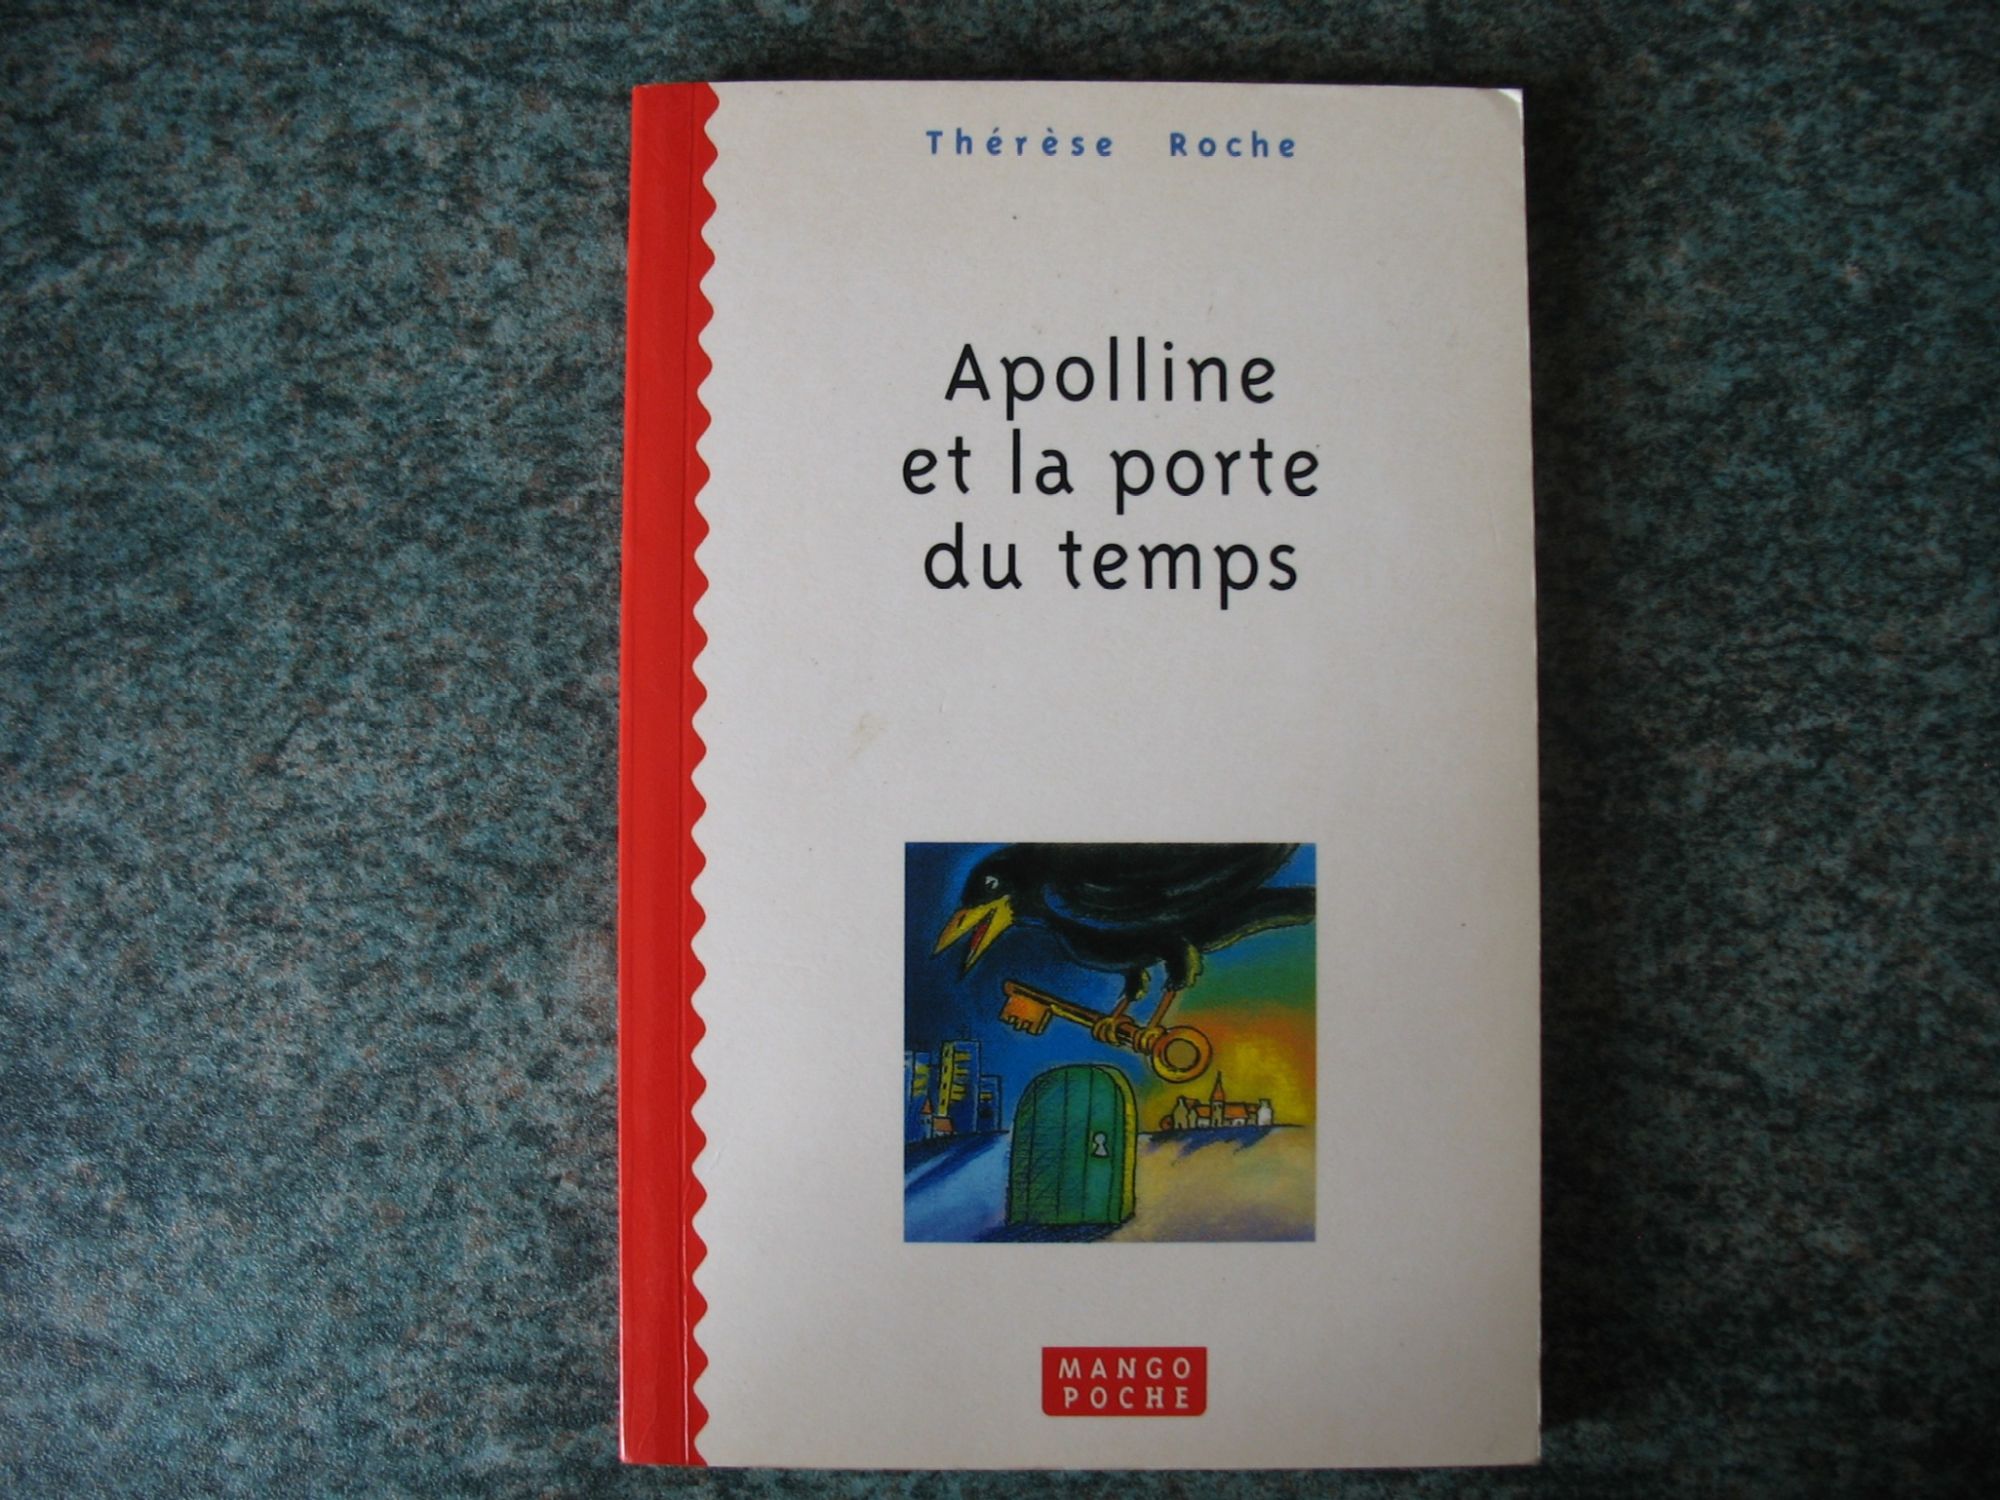 Thérèse Roche
Apolline
et la porte
du temps
MANGO
POCHE